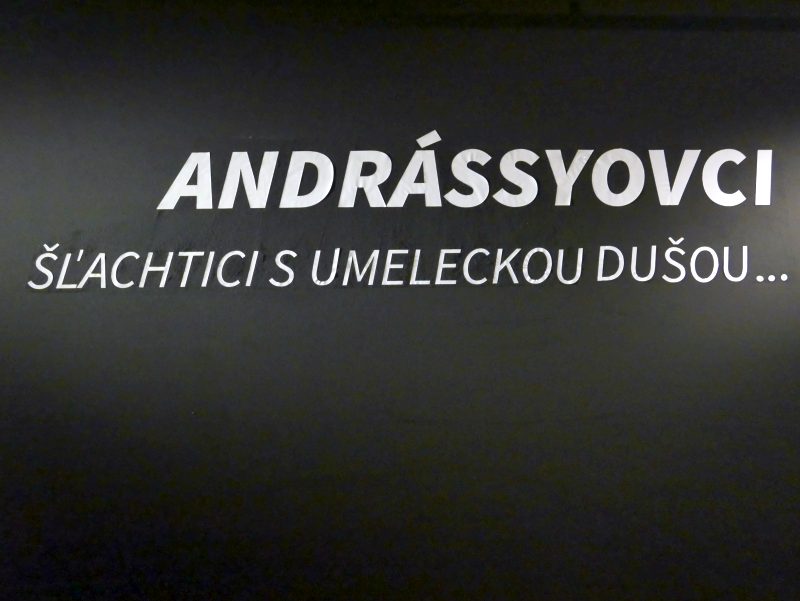 ANDRÁSSYOVCI
ŠĽACHTICI S UMELECKOU DUŠOU...